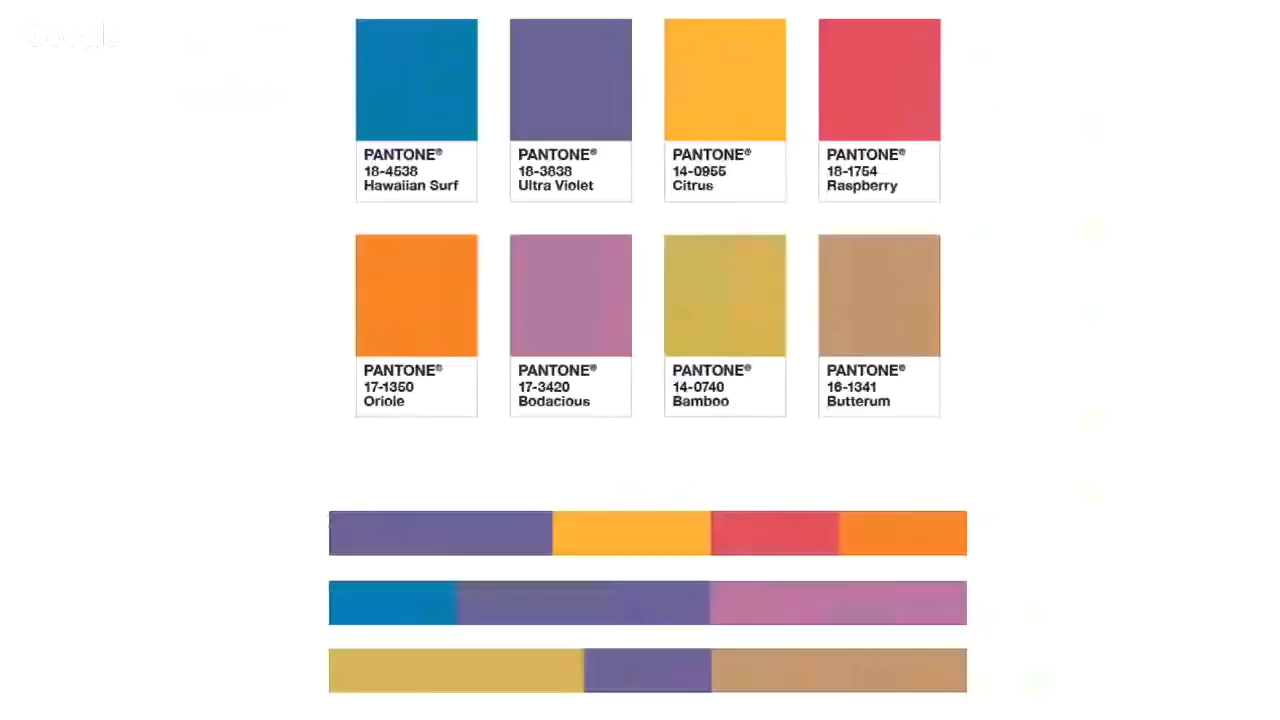 Google
PANTONE®
18-4538
Hawaiian Surf
PANTONE®
18-3838
Ultra Violet
PANTONE®
14-0955
Citrus
PANTONE®
18-1754
Raspberry
PANTONE®
17-1350
Oriole
PANTONE®
17-3420
Bodacious
PANTONE®
14-0740
Bamboo
PANTONE®
16-1341
Butterum